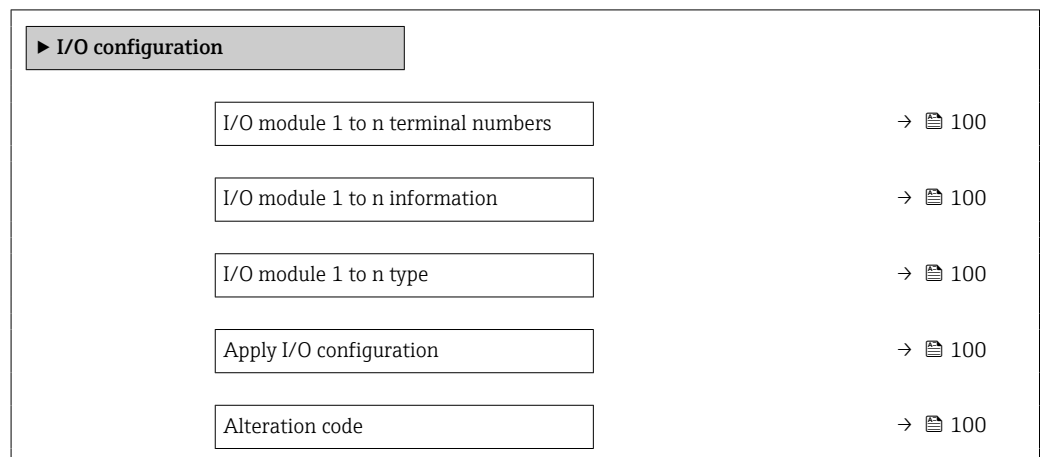 ► I/O configuration
I/O module 1 to n terminal numbers → 100
I/O module 1 to n information → 100
I/O module 1 to n type → 100
Apply I/O configuration → 100
Alteration code → 100